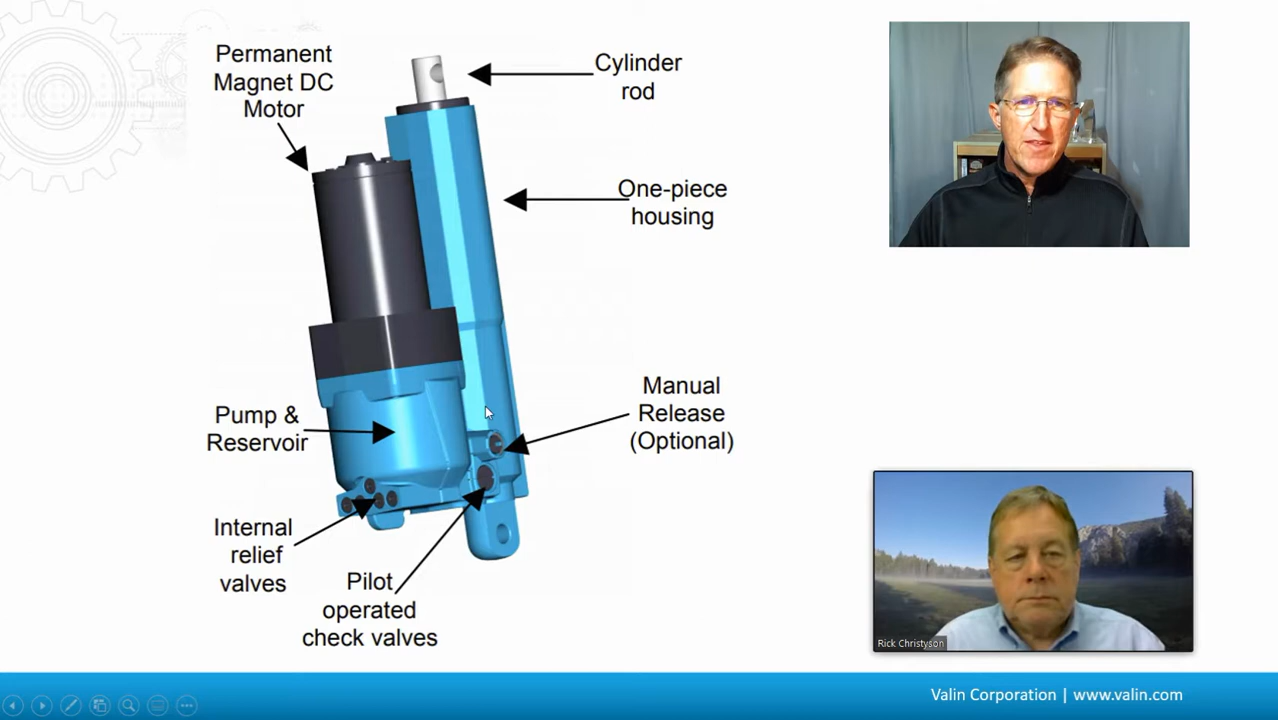 Permanent
Magnet DC
Motor
Cylinder
rod
One-piece
housing
Manual
Release
(Optional)
Pump &
Reservoir
Internal
relief
valves
Pilot
operated
check valves
Rick Christyson
Valin Corporation | www.valin.com